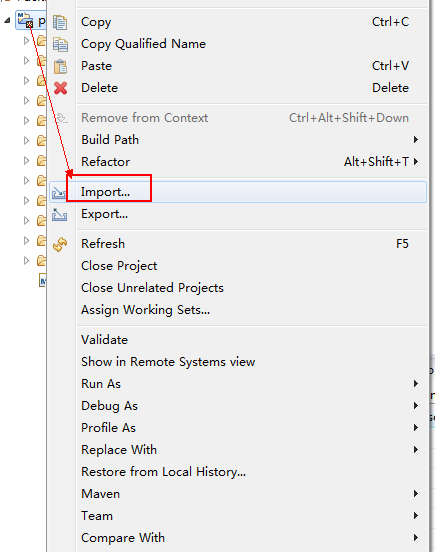 Copy Ctrl+C
Copy Qualified Name
Paste Ctrl+V
Delete Delete
Remove from Context Ctrl+Alt+Shift+Down
Build Path
Refactor Alt+Shift+T
Import...
Export...
Refresh F5
Close Project
Close Unrelated Projects
Assign Working Sets...
Validate
Show in Remote Systems view
Run As
Debug As
Profile As
Replace With
Restore from Local History...
Maven
Team
Compare With